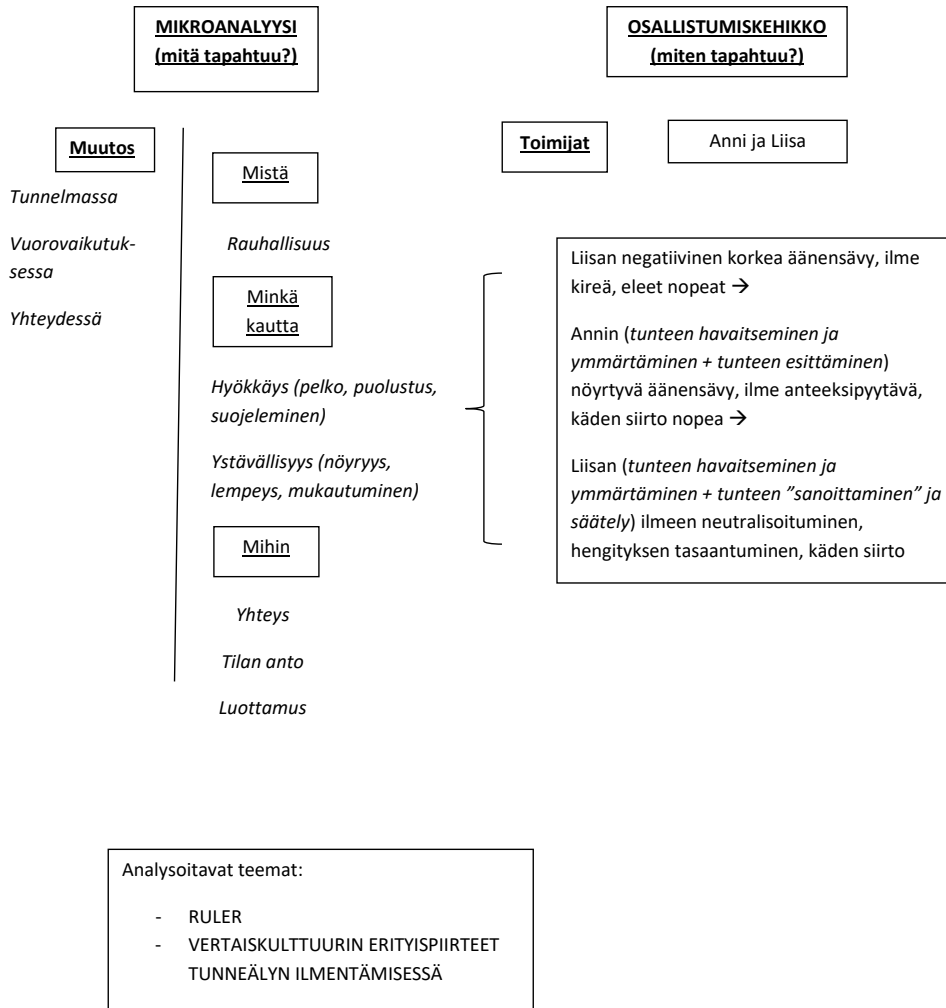 MIKROANALYYSI
(mitä tapahtuu?)
OSALLISTUMISKEHIKKO
(miten tapahtuu?)
Muutos
Tunnelmassa
Vuorovaikutuk-
sessa
Yhteydessä
Mistä
Rauhallisuus
Minkä
kautta
Hyökkäys (pelko, puolustus,
suojeleminen)
Ystävällisyys (nöyryys,
lempeys, mukautuminen)
Mihin
Yhteys
Tilan anto
Luottamus
Toimijat
Anni ja Liisa
Liisan negatiivinen korkea äänensävy, ilme
kireä, eleet nopeat →
Annin (tunteen havaitseminen ja
ymmärtäminen + tunteen esittäminen)
nöyrtyvä äänensävy, ilme anteeksipyytävä,
käden siirto nopea →
Liisan (tunteen havaitseminen ja
ymmärtäminen + tunteen ”sanoittaminen” ja
säätely) ilmeen neutralisoituminen,
hengityksen tasaantuminen, käden siirto
Analysoitavat teemat:
- RULER
- VERTAISKULTTUURIN ERITYISPIIRTEET
TUNNEÄLYN ILMENTÄMISESSÄ